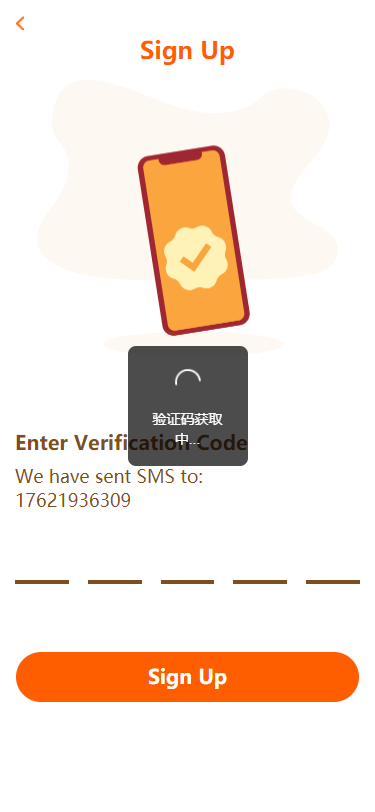 Sign Up
验证码获取
中...
Enter Verification Code
We have sent SMS to:
17621936309
Sign Up